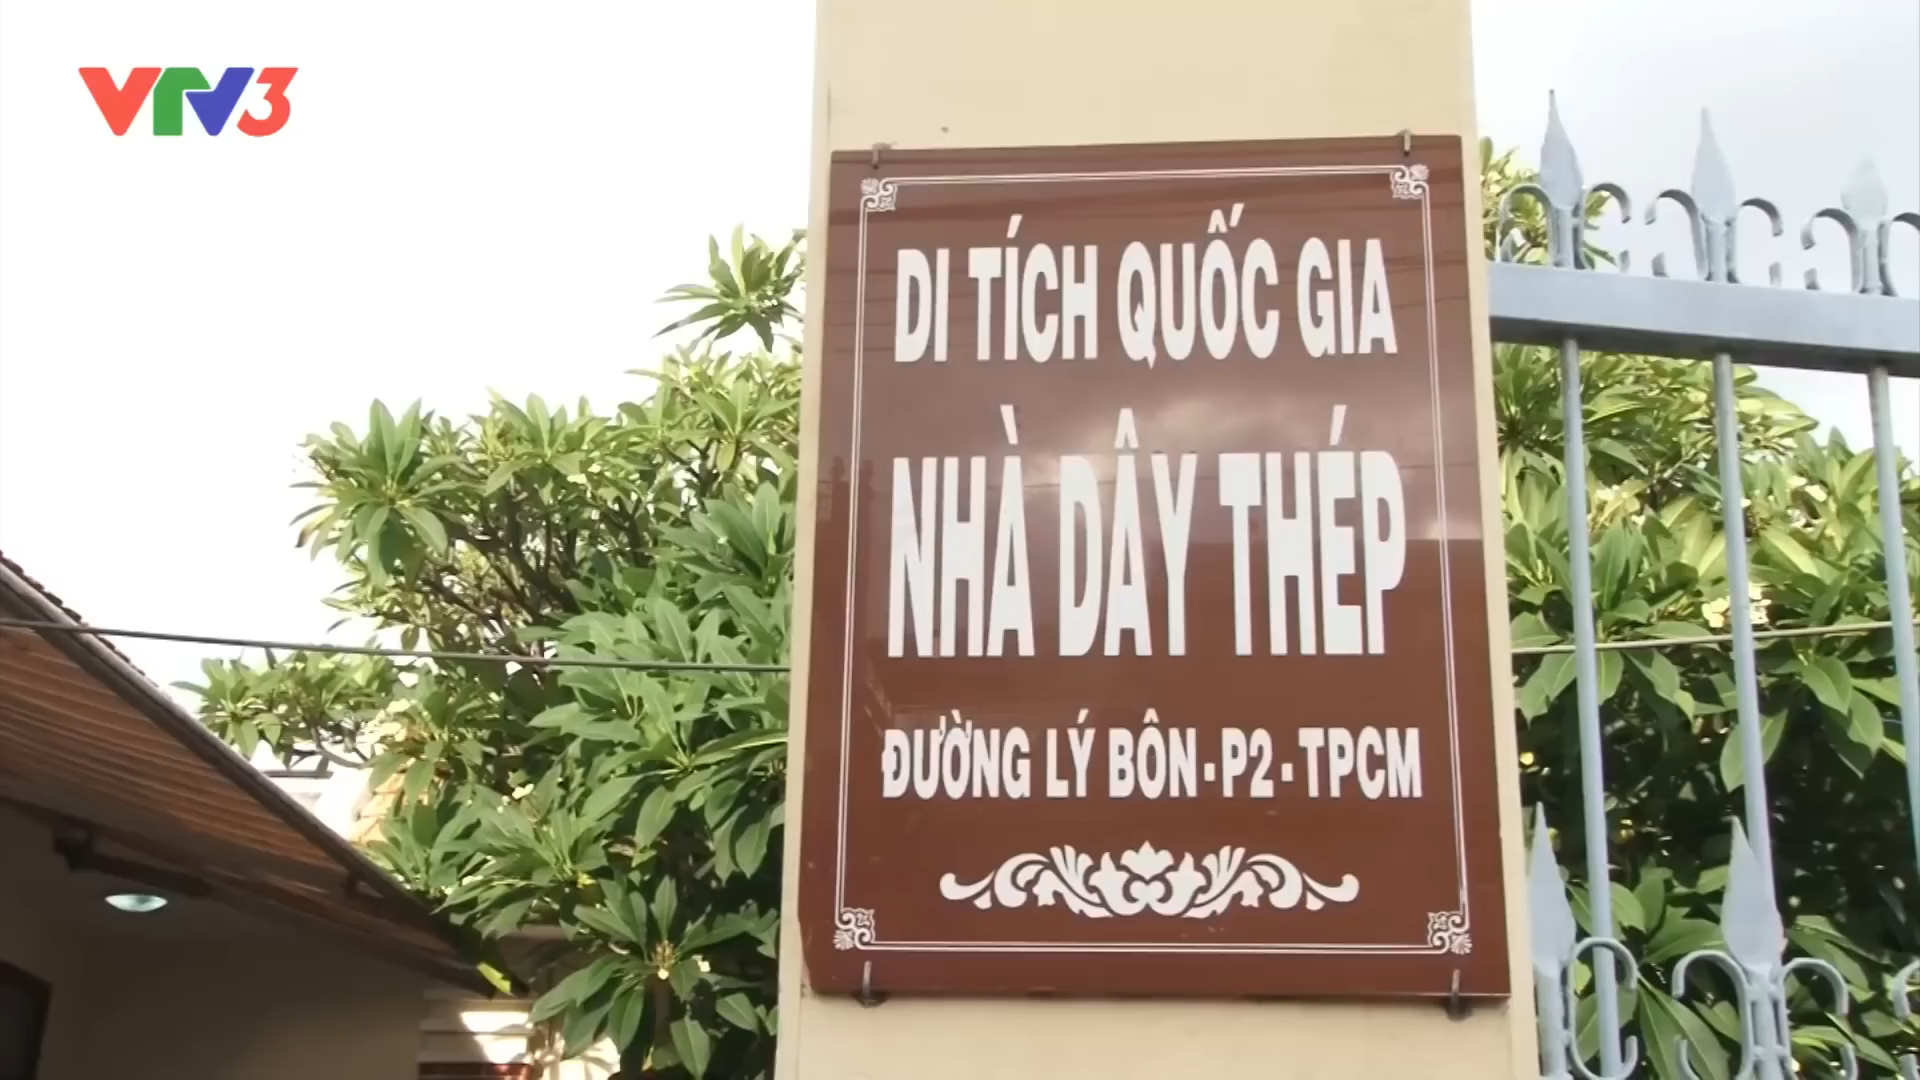 VTV3
DI TÍCH QUỐC GIA
NHÀ DÂY THÉP
ĐƯỜNG LÝ BÔN-P2-TPCM